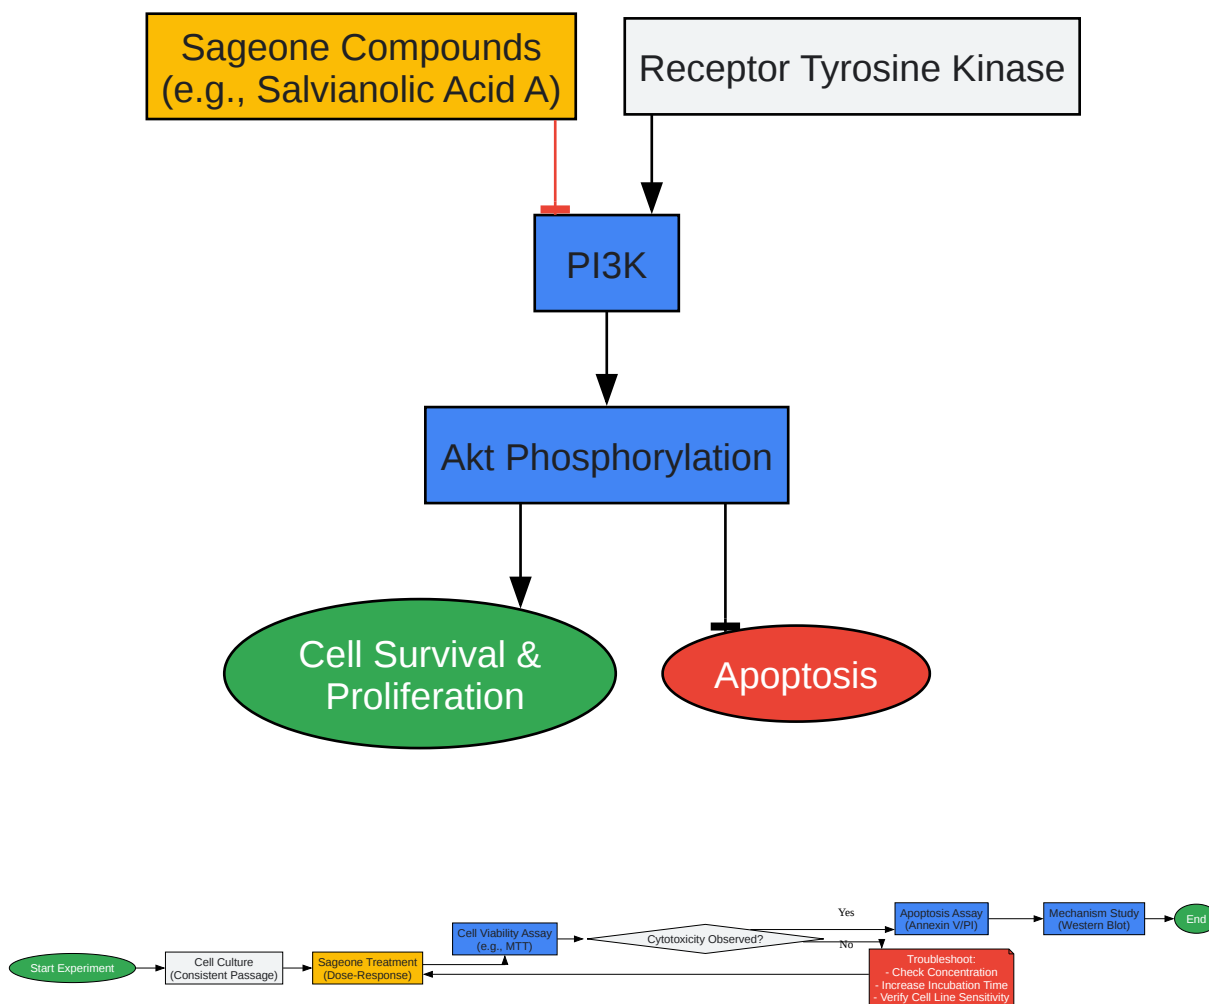 Sageone Compounds
(e.g., Salvianolic Acid A)
Receptor Tyrosine Kinase
PI3K
Akt Phosphorylation
Cell Survival &
Proliferation
Apoptosis
Start Experiment
Cell Culture
(Consistent Passage)
Sageone Treatment
(Dose-Response)
Cell Viability Assay
(e.g., MTT)
Cytotoxicity Observed?
Yes
No
Apoptosis Assay
(Annexin V/PI)
Mechanism Study
(Western Blot)
End
Troubleshoot:
- Check Concentration
- Increase Incubation Time
- Verify Cell Line Sensitivity